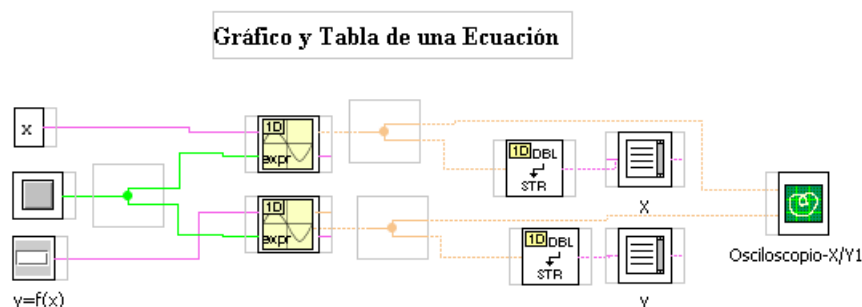 Gráfico y Tabla de una Ecuación
x
1D
expr
1D DBL
STR
X
1D
expr
Osciloscopio-X/Y1
1D DBL
STR
y=f(x)
y